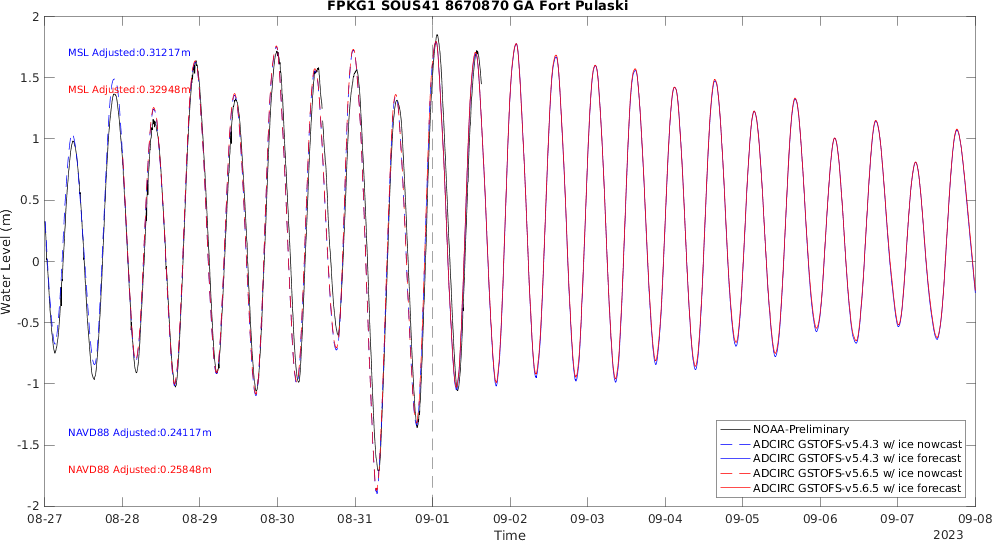 FPKG1 SOUS41 8670870 GA Fort Pulaski
2
1.5
1
0.5
0
-0.5
-1
-1.5
-2
Water Level (m)
MSL Adjusted:0.31217m
MSL Adjusted:0.32948m
NAVD88 Adjusted:0.24117m
NAVD88 Adjusted:0.25848m
NOAA-Preliminary
ADCIRC GSTOFS-v5.4.3 w/ ice nowcast
ADCIRC GSTOFS-v5.4.3 w/ ice forecast
ADCIRC GSTOFS-v5.6.5 w/ ice nowcast
ADCIRC GSTOFS-v5.6.5 w/ ice forecast
08-27 08-28 08-29 08-30 08-31 09-01 09-02 09-03 09-04 09-05 09-06 09-07 09-08
Time
2023